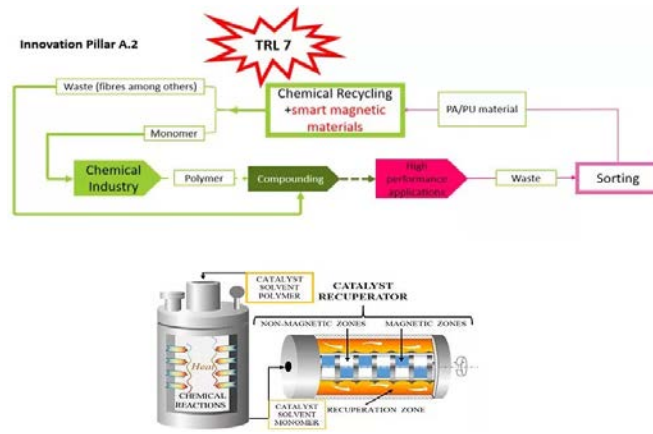 Innovation Pillar A.2
TRL 7
Waste (fibres among others)
Chemical Recycling
+smart magnetic
materials
PA/PU material
Monomer
Chemical
Industry
Polymer
Compounding
High
performance
applications
Waste
Sorting
CATALYST
SOLVENT
POLYMER
CATALYST
RECUPERATOR
NON-MAGNETIC ZONES
MAGNETIC ZONES
Heat
CHEMICAL
REACTIONS
CATALYST
SOLVENT
MONOMER
RECUPERATION ZONE